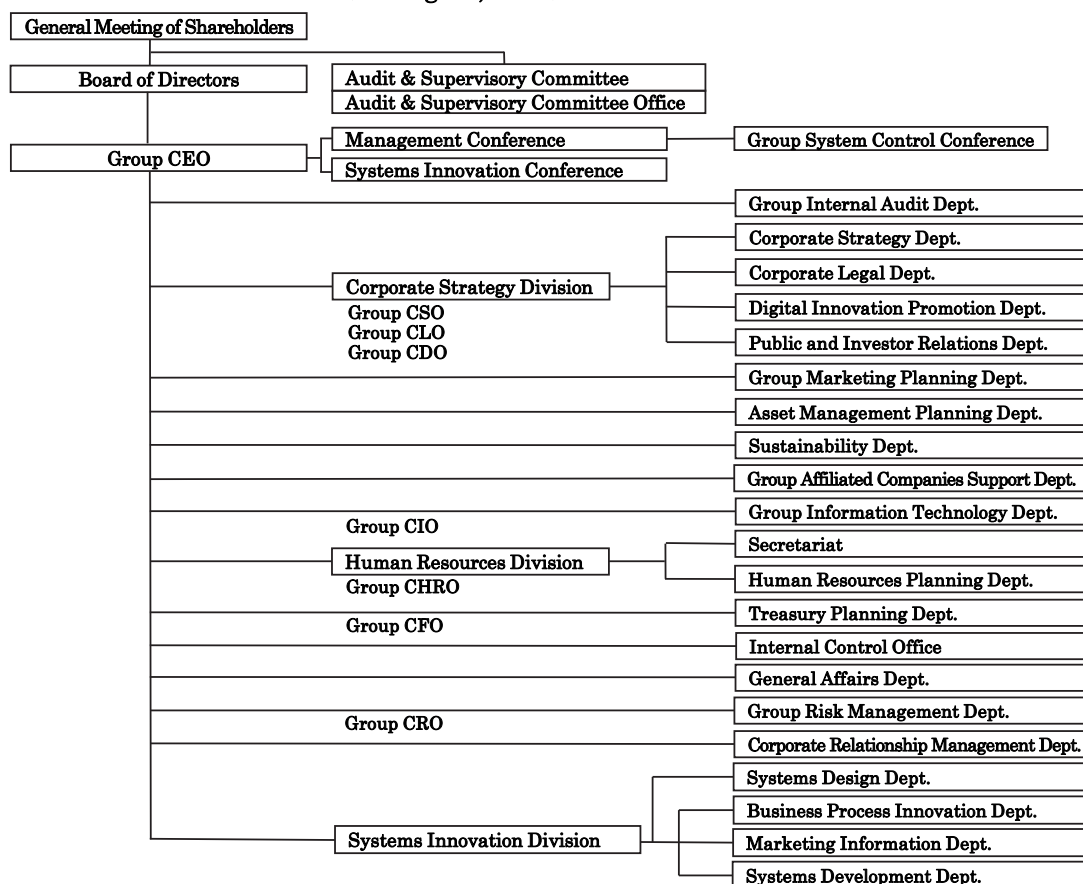 General Meeting of Shareholders
Board of Directors
Audit & Supervisory Committee
Audit & Supervisory Committee Office
Group CEO
Management Conference
Group System Control Conference
Systems Innovation Conference
Group Internal Audit Dept.
Corporate Strategy Division
Group CSO
Group CLO
Group CDO
Corporate Strategy Dept.
Corporate Legal Dept.
Digital Innovation Promotion Dept.
Public and Investor Relations Dept.
Group Marketing Planning Dept.
Asset Management Planning Dept.
Sustainability Dept.
Group Affiliated Companies Support Dept.
Group Information Technology Dept.
Group CIO
Human Resources Division
Group CHRO
Secretariat
Human Resources Planning Dept.
Treasury Planning Dept.
Group CFO
Internal Control Office
General Affairs Dept.
Group Risk Management Dept.
Group CRO
Corporate Relationship Management Dept.
Systems Innovation Division
Systems Design Dept.
Business Process Innovation Dept.
Marketing Information Dept.
Systems Development Dept.